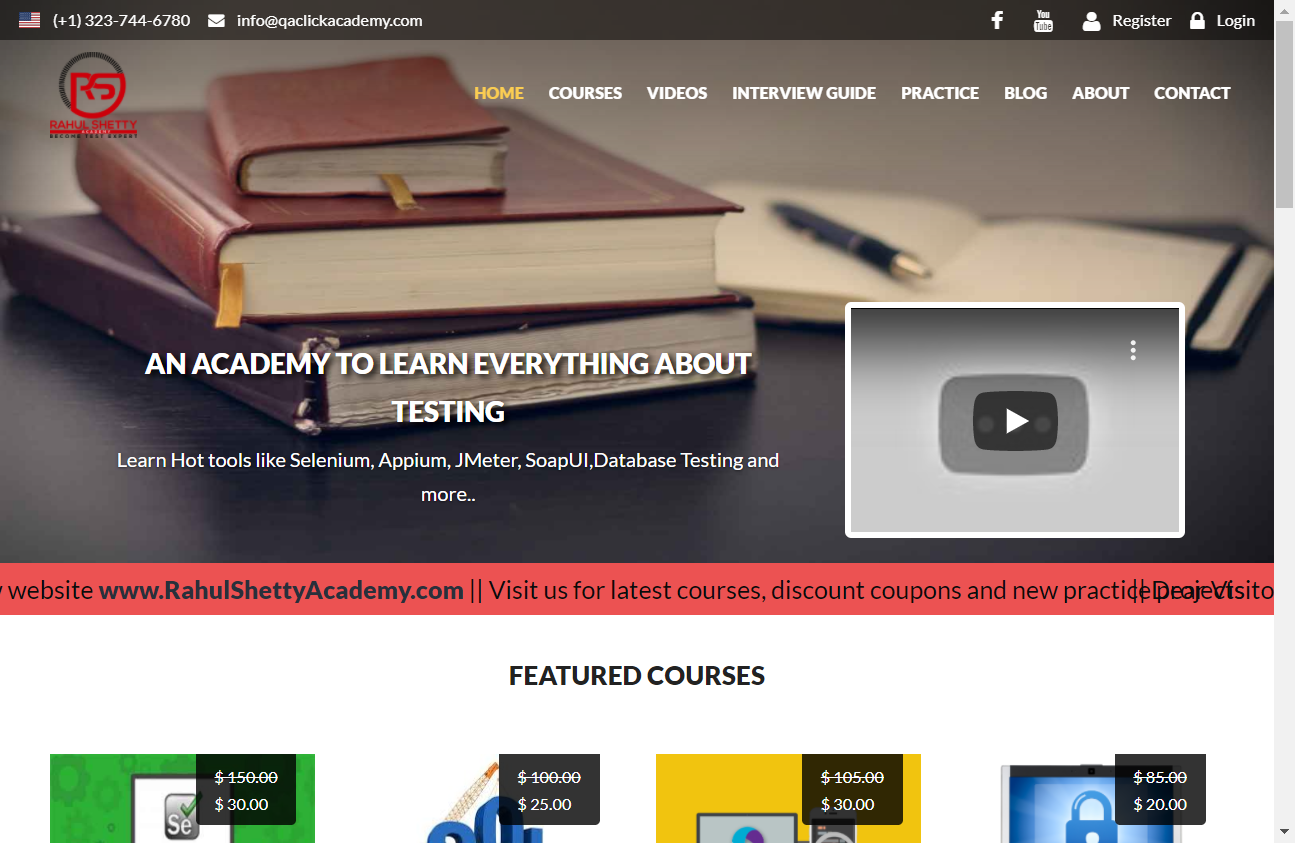 (+1) 323-744-6780 info@qaclickacademy.com Register Login
RAHUL SHETTY
ACADEMY
HOME COURSES VIDEOS INTERVIEW GUIDE PRACTICE BLOG ABOUT CONTACT
AN ACADEMY TO LEARN EVERYTHING ABOUT
TESTING
Learn Hot tools like Selenium, Appium, JMeter, SoapUI,Database Testing and
more..
website www.RahulShettyAcademy.com || Visit us for latest courses, discount coupons and new practice projects
FEATURED COURSES
$ 150.00
$ 30.00
Se
$ 100.00
$ 25.00
$ 105.00
$ 30.00
$ 85.00
$ 20.00